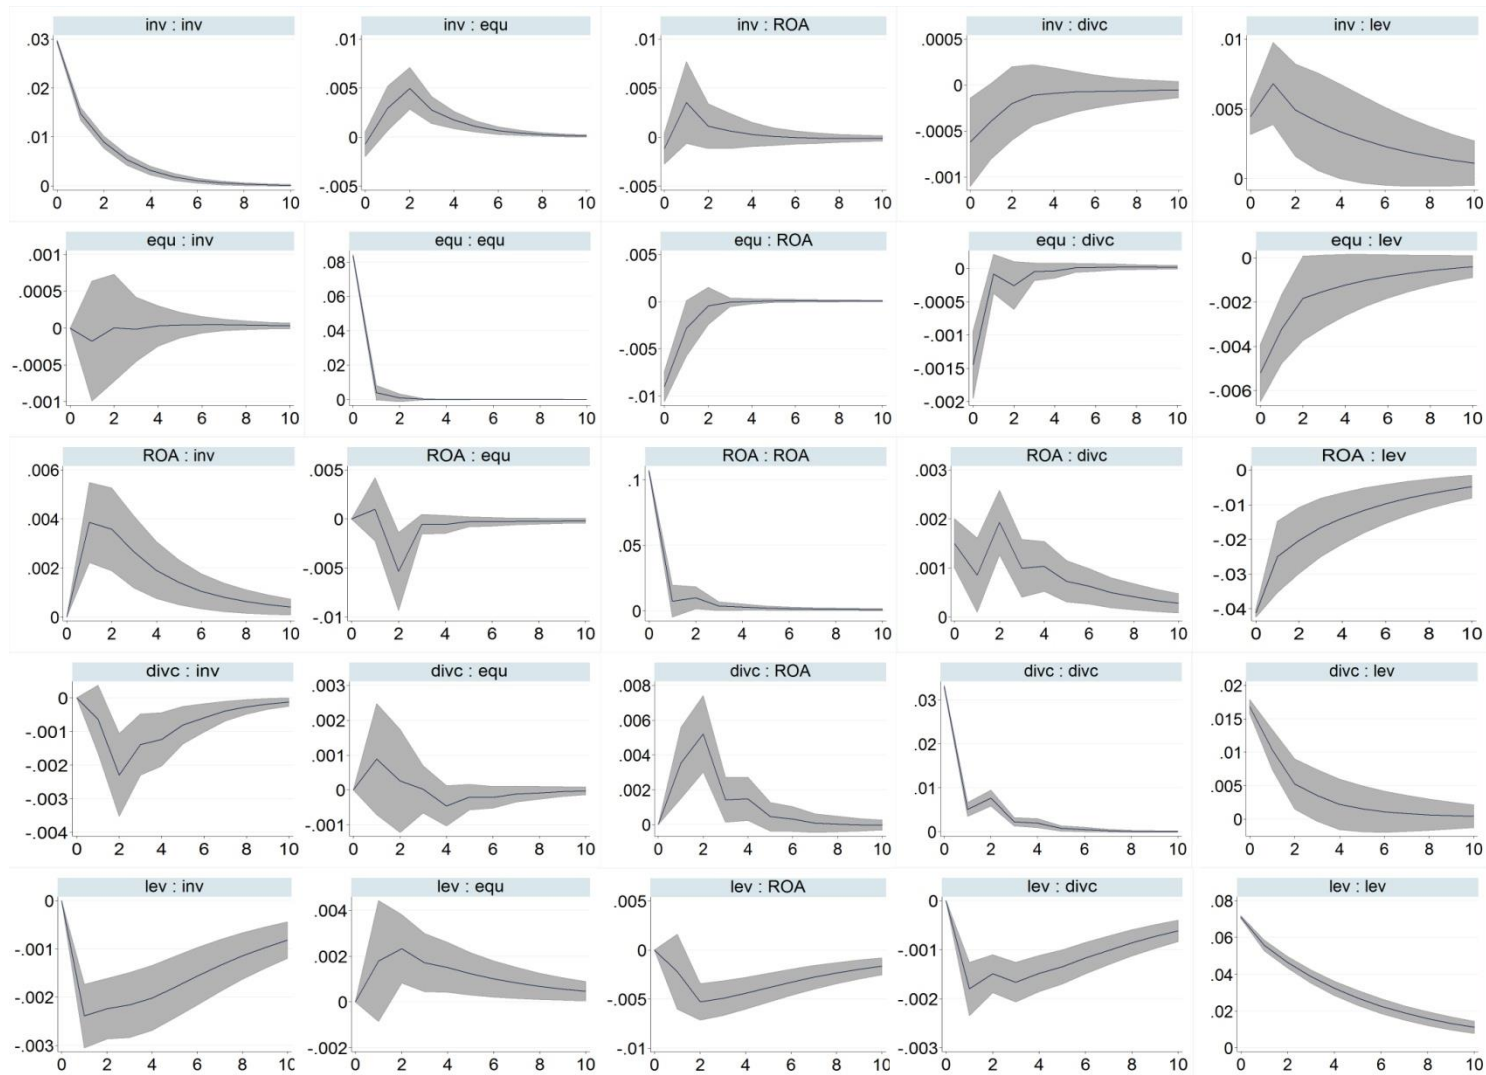 inv : inv
.03
.02
.01
0
0 2 4 6 8 10
inv : equ
.01
.005
0
-.005
0 2 4 6 8 10
inv : ROA
.01
.005
0
-.005
0 2 4 6 8 10
inv : divc
.0005
0
-.0005
-.001
0 2 4 6 8 10
inv : lev
.01
.005
0
0 2 4 6 8 10
equ : inv
.001
.0005
0
-.0005
-.001
0 2 4 6 8 10
equ : equ
.08
.06
.04
.02
0
0 2 4 6 8 10
equ : ROA
.005
0
-.005
-.01
0 2 4 6 8 10
equ : divc
0
-.0005
-.001
-.0015
-.002
0 2 4 6 8 10
equ : lev
0
-.002
-.004
-.006
0 2 4 6 8 10
ROA : inv
.006
.004
.002
0
0 2 4 6 8 10
ROA : equ
.005
0
-.005
-.01
0 2 4 6 8 10
ROA : ROA
.1
.05
0
0 2 4 6 8 10
ROA : divc
.003
.002
.001
0
0 2 4 6 8 10
ROA : lev
0
-.01
-.02
-.03
-.04
0 2 4 6 8 10
divc : inv
0
-.001
-.002
-.003
-.004
0 2 4 6 8 10
divc : equ
.003
.002
.001
0
-.001
0 2 4 6 8 10
divc : ROA
.008
.006
.004
.002
0
0 2 4 6 8 10
divc : divc
.03
.02
.01
0
0 2 4 6 8 10
divc : lev
.02
.015
.01
.005
0
0 2 4 6 8 10
lev : inv
0
-.001
-.002
-.003
0 2 4 6 8 10
lev : equ
.004
.002
0
-.002
0 2 4 6 8 10
lev : ROA
.005
0
-.005
-.01
0 2 4 6 8 10
lev : divc
0
-.001
-.002
-.003
0 2 4 6 8 10
lev : lev
.08
.06
.04
.02
0
0 2 4 6 8 10